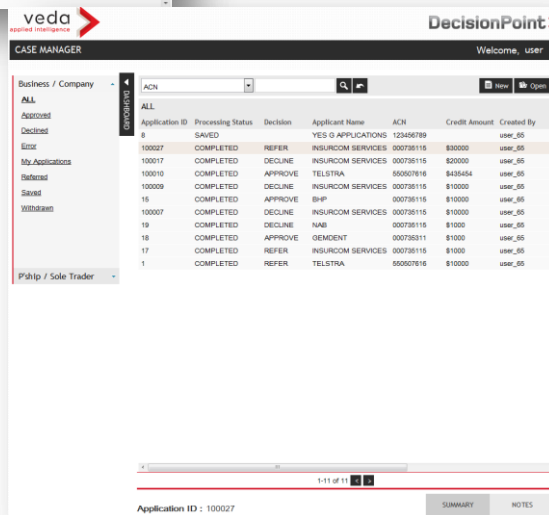 veda
applied intelligence
DecisionPoint
CASE MANAGER
Welcome, user
Business / Company
ALL
Approved
Declined
Error
My Applications
Referred
Saved
Withdrawn
P'ship / Sole Trader
DASHBOARD
ACN
New Open
ALL
Application ID Processing Status Decision Applicant Name ACN Credit Amount Created By
8 SAVED YES G APPLICATIONS 123456789 user_65
100027 COMPLETED REFER INSURCOM SERVICES 000735115 $30000 user_65
100017 COMPLETED DECLINE INSURCOM SERVICES 000735115 $20000 user_65
100010 COMPLETED APPROVE TELSTRA 550507616 $435454 user_65
100009 COMPLETED DECLINE INSURCOM SERVICES 000735115 $10000 user_65
15 COMPLETED APPROVE BHP 000735115 $10000 user_65
100007 COMPLETED DECLINE INSURCOM SERVICES 000735115 $10000 user_65
19 COMPLETED DECLINE NAB 000735115 $1000 user_65
18 COMPLETED APPROVE GEMDENT 000735311 $1000 user_65
17 COMPLETED REFER INSURCOM SERVICES 000735115 $1000 user_65
1 COMPLETED REFER TELSTRA 550507616 $10000 user_65
1-11 of 11
Application ID : 100027
SUMMARY NOTES